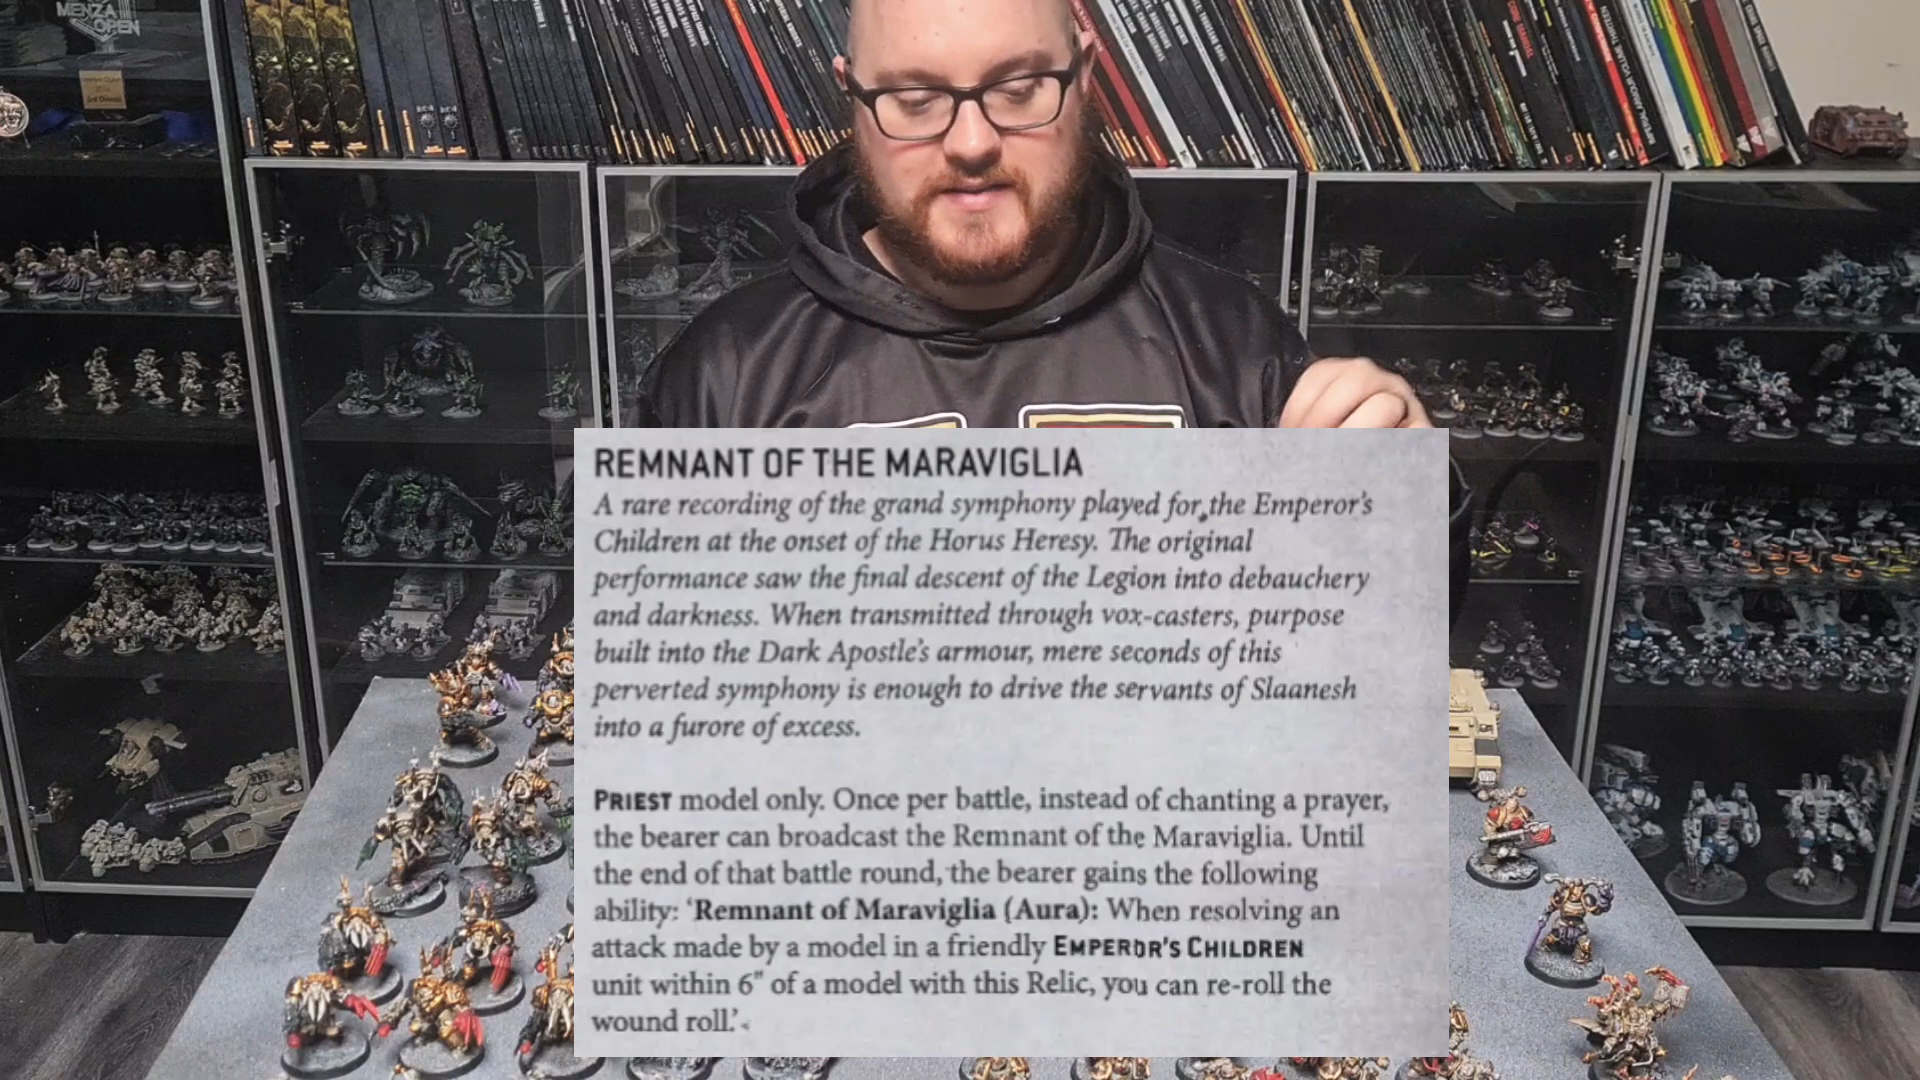 MENZA
OPEN
REMNANT OF THE MARAVIGLIA
A rare recording of the grand symphony played for the Emperor's
Children at the onset of the Horus Heresy. The original
performance saw the final descent of the Legion into debauchery
and darkness. When transmitted through vox-casters, purpose
built into the Dark Apostle's armour, mere seconds of this
perverted symphony is enough to drive the servants of Slaanesh
into a furore of excess.
PRIEST model only. Once per battle, instead of chanting a prayer,
the bearer can broadcast the Remnant of the Maraviglia. Until
the end of that battle round, the bearer gains the following
ability: ‘Remnant of Maraviglia (Aura): When resolving an
attack made by a model in a friendly EMPEROR'S CHILDREN
unit within 6" of a model with this Relic, you can re-roll the
wound roll.’